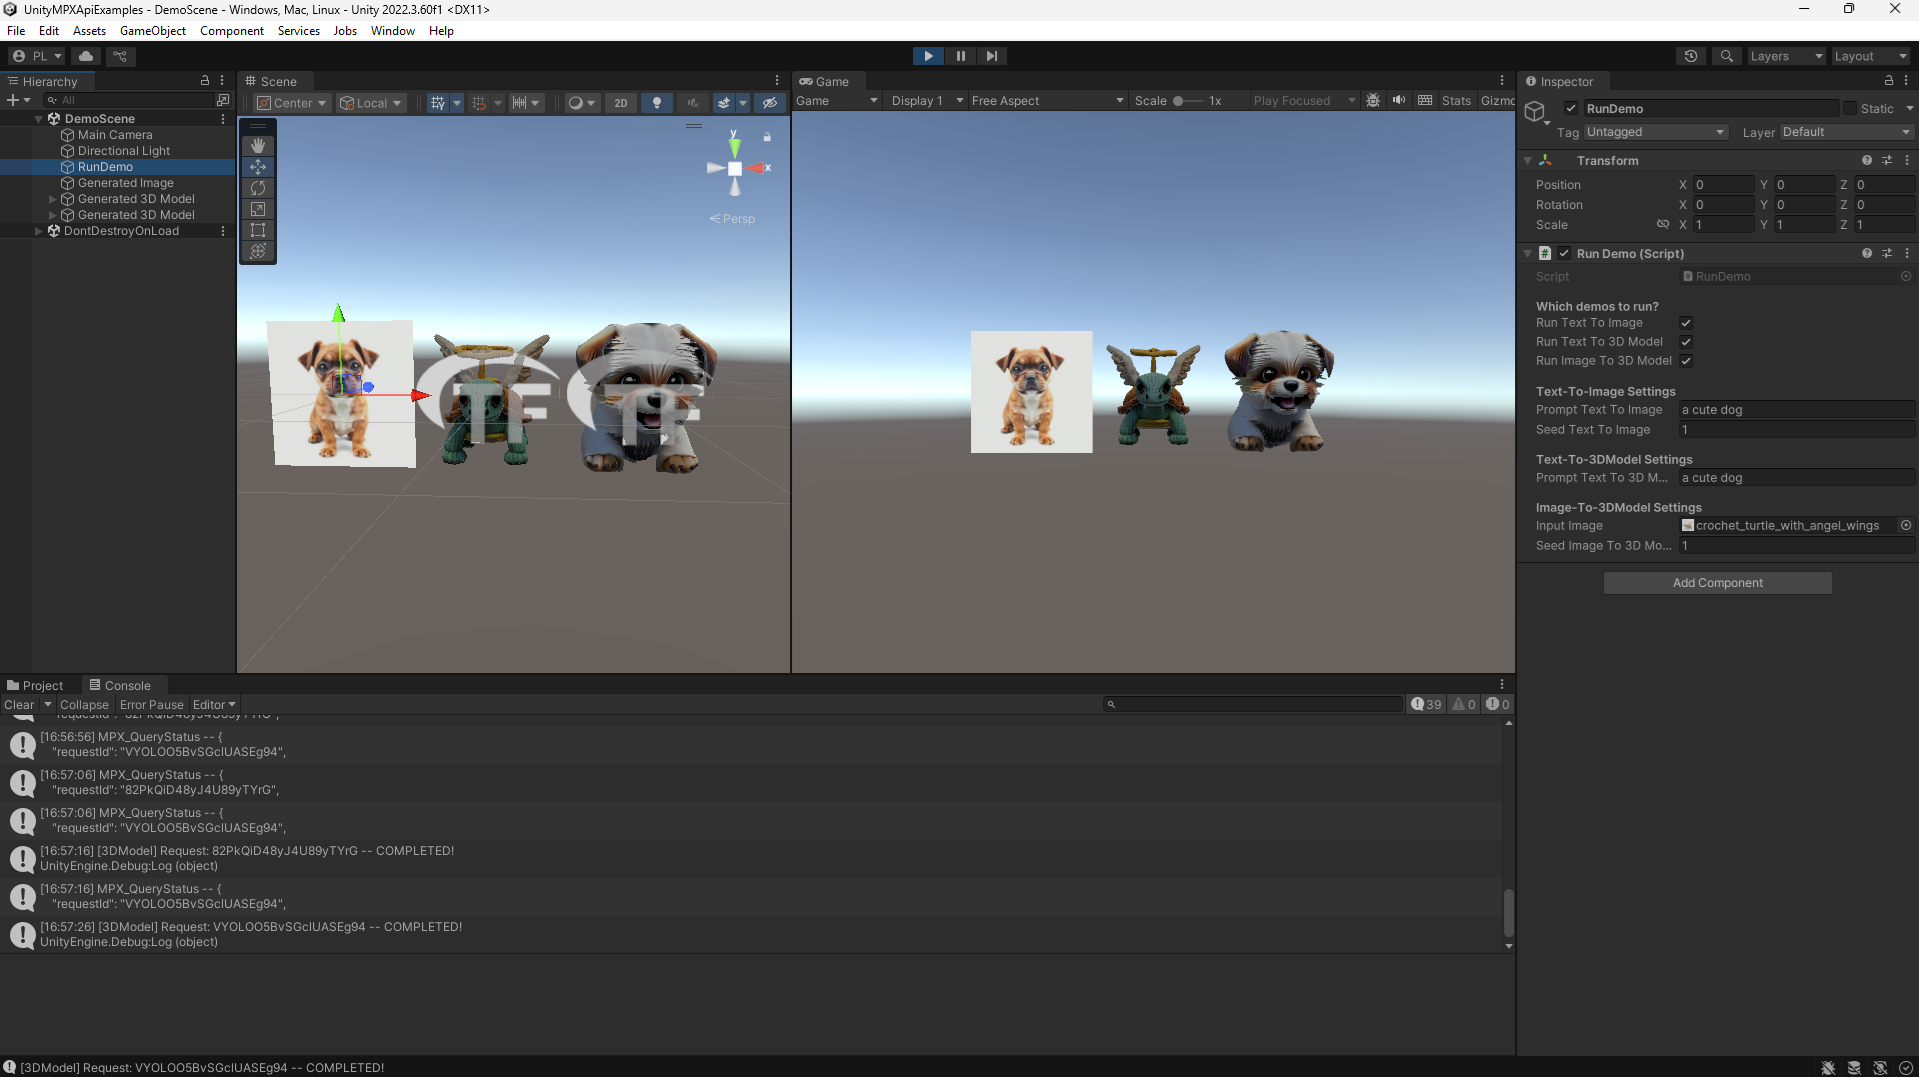 UnityMPXApiExamples - DemoScene - Windows, Mac, Linux - Unity 2022.3.60f1 <DX11>
File Edit Assets GameObject Component Services Jobs Window Help
PL Layers Layout
Hierarchy
All
DemoScene
Main Camera
Directional Light
RunDemo
Generated Image
Generated 3D Model
Generated 3D Model
DontDestroyOnLoad
Scene
Center Local 2D
y
x
Persp
Game
Game Display 1 Free Aspect Scale 1x Play Focused Stats Gizmo
Inspector
RunDemo Static
Tag Untagged Layer Default
Transform
Position X 0 Y 0 Z 0
Rotation X 0 Y 0 Z 0
Scale X 1 Y 1 Z 1
# Run Demo (Script)
Script RunDemo
Which demos to run?
Run Text To Image
Run Text To 3D Model
Run Image To 3D Model
Text-To-Image Settings
Prompt Text To Image a cute dog
Seed Text To Image 1
Text-To-3DModel Settings
Prompt Text To 3D M... a cute dog
Image-To-3DModel Settings
Input Image crochet_turtle_with_angel_wings
Seed Image To 3D Mo... 1
Add Component
Project Console
Clear Collapse Error Pause Editor 39 0 0
"requestId": "82PkQiD48yJ4U89yTYrG",
[16:56:56] MPX_QueryStatus -- {
"requestId": "VYOLOO5BvSGcIUASEg94",
[16:57:06] MPX_QueryStatus -- {
"requestId": "82PkQiD48yJ4U89yTYrG",
[16:57:06] MPX_QueryStatus -- {
"requestId": "VYOLOO5BvSGcIUASEg94",
[16:57:16] [3DModel] Request: 82PkQiD48yJ4U89yTYrG -- COMPLETED!
UnityEngine.Debug:Log (object)
[16:57:16] MPX_QueryStatus -- {
"requestId": "VYOLOO5BvSGcIUASEg94",
[16:57:26] [3DModel] Request: VYOLOO5BvSGcIUASEg94 -- COMPLETED!
UnityEngine.Debug:Log (object)
[3DModel] Request: VYOLOO5BvSGcIUASEg94 -- COMPLETED!